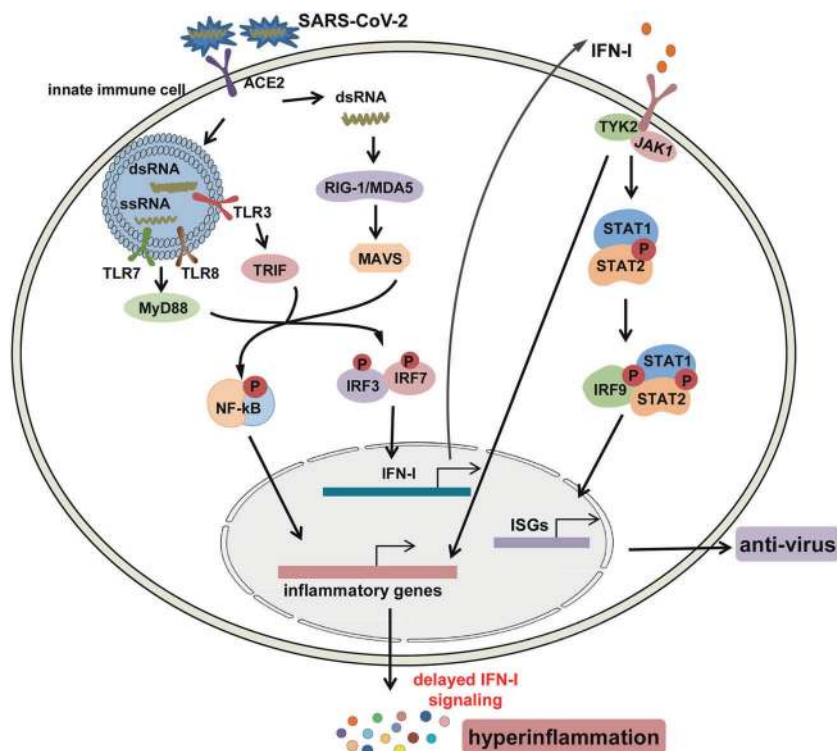 SARS-CoV-2
IFN-I
ACE2
innate immune cell
dsRNA
TYK2
JAK1
dsRNA
ssRNA
RIG-1/MDA5
TLR3
STAT1
P
STAT2
TLR7
TLR8
TRIF
MAVS
MyD88
P
P
IRF3
IRF7
STAT1
P
P
IRF9
STAT2
P
NF-kB
IFN-I
ISGs
anti-virus
inflammatory genes
delayed IFN-I
signaling
hyperinflammation